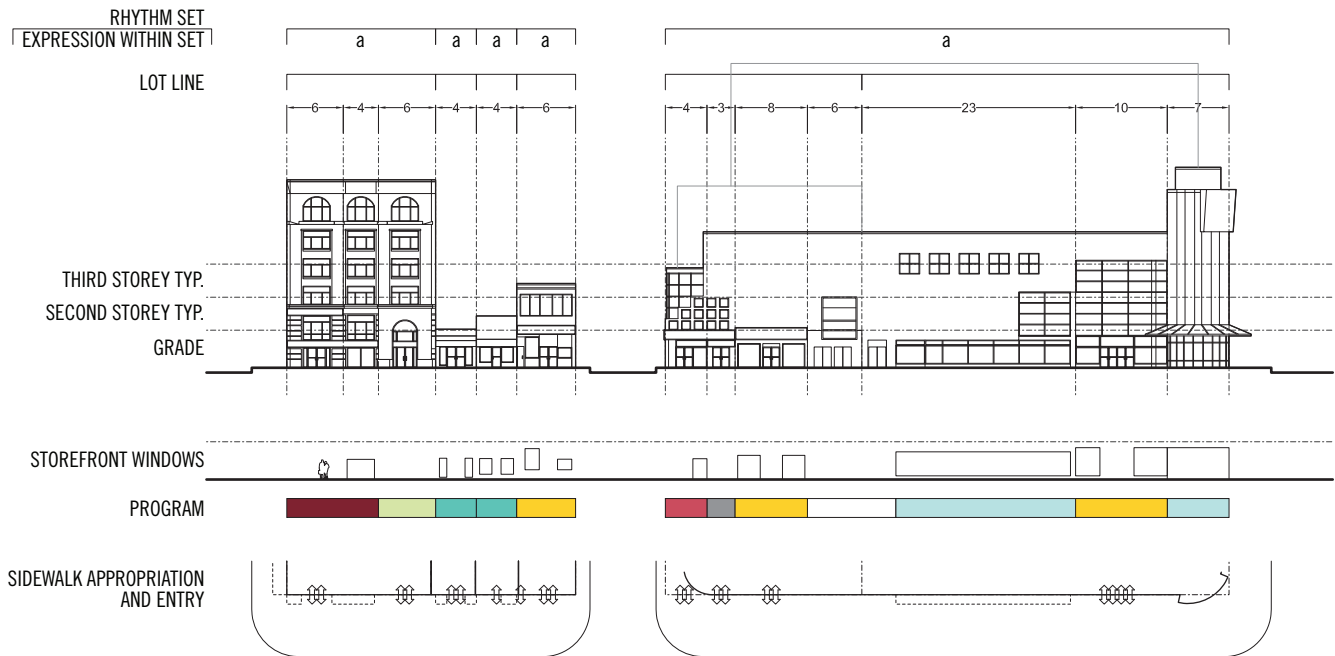 RHYTHM SET
EXPRESSION WITHIN SET
a a a a a
LOT LINE
6 4 6 4 4 6 4 3 8 6 23 10 7
THIRD STOREY TYP.
SECOND STOREY TYP.
GRADE
STOREFRONT WINDOWS
PROGRAM
SIDEWALK APPROPRIATION
AND ENTRY